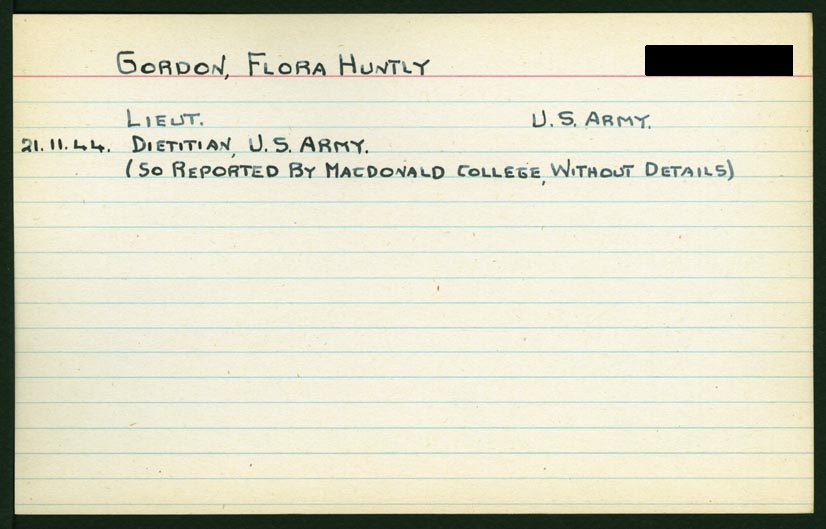 GORDON, FLORA HUNTLY
LIEUT. U.S. ARMY.
21.11.44. DIETITIAN, U.S. ARMY.
(SO REPORTED BY MACDONALD COLLEGE, WITHOUT DETAILS)